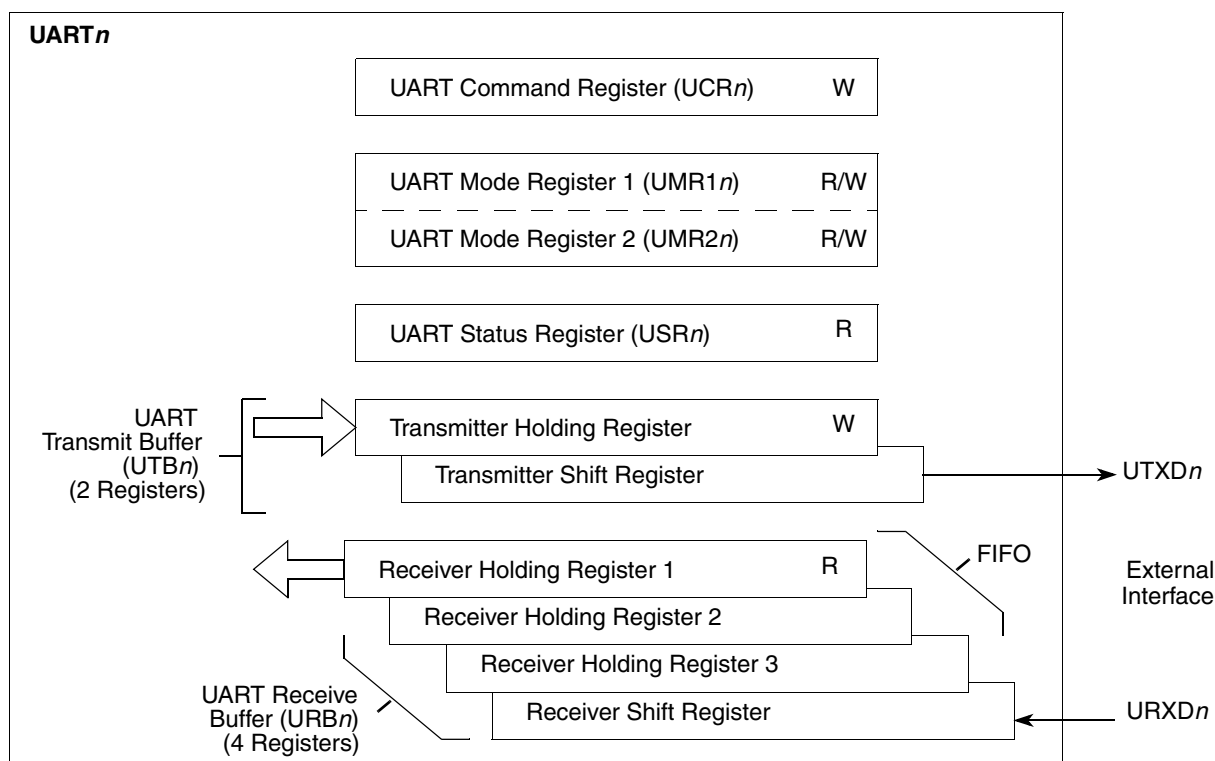 UARTn
UART Command Register (UCRn) W
UART Mode Register 1 (UMR1n) R/W
UART Mode Register 2 (UMR2n) R/W
UART Status Register (USRn) R
UART
Transmit Buffer
(UTBn)
(2 Registers)
Transmitter Holding Register W
Transmitter Shift Register
UTXDn
Receiver Holding Register 1 R
FIFO
External
Interface
Receiver Holding Register 2
Receiver Holding Register 3
UART Receive
Buffer (URBn)
(4 Registers)
Receiver Shift Register
URXDn